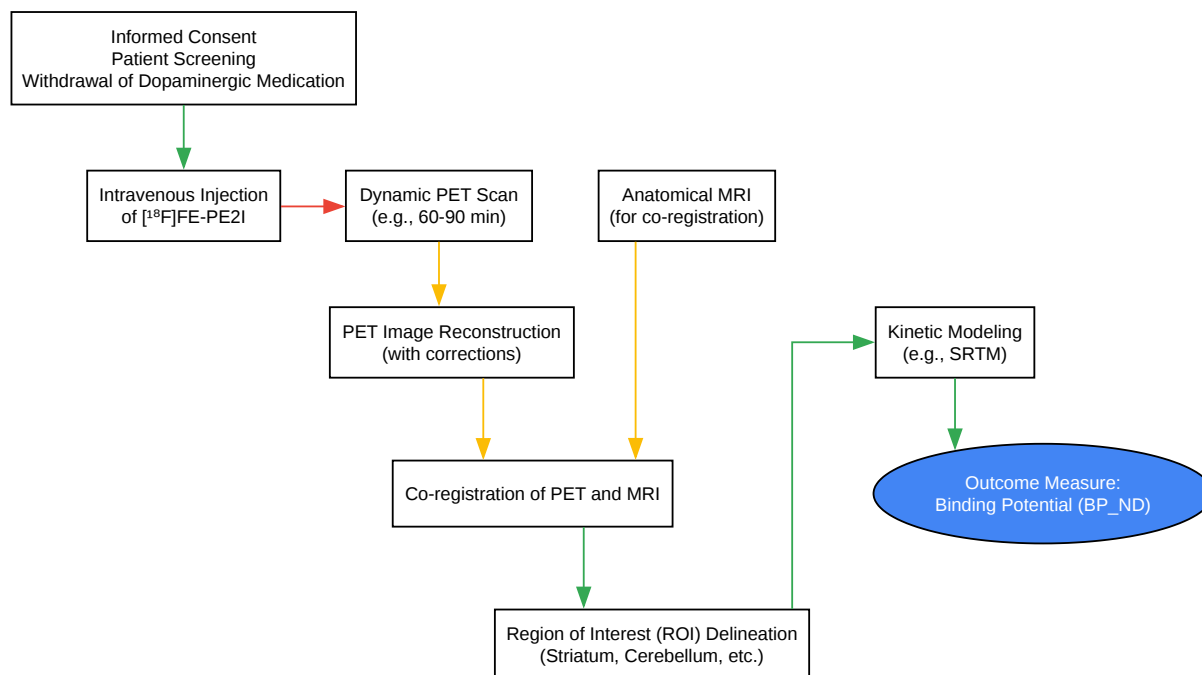 Informed Consent
Patient Screening
Withdrawal of Dopaminergic Medication
Intravenous Injection
of [¹⁸F]FE-PE2I
Dynamic PET Scan
(e.g., 60-90 min)
Anatomical MRI
(for co-registration)
PET Image Reconstruction
(with corrections)
Kinetic Modeling
(e.g., SRTM)
Co-registration of PET and MRI
Outcome Measure:
Binding Potential (BP_ND)
Region of Interest (ROI) Delineation
(Striatum, Cerebellum, etc.)